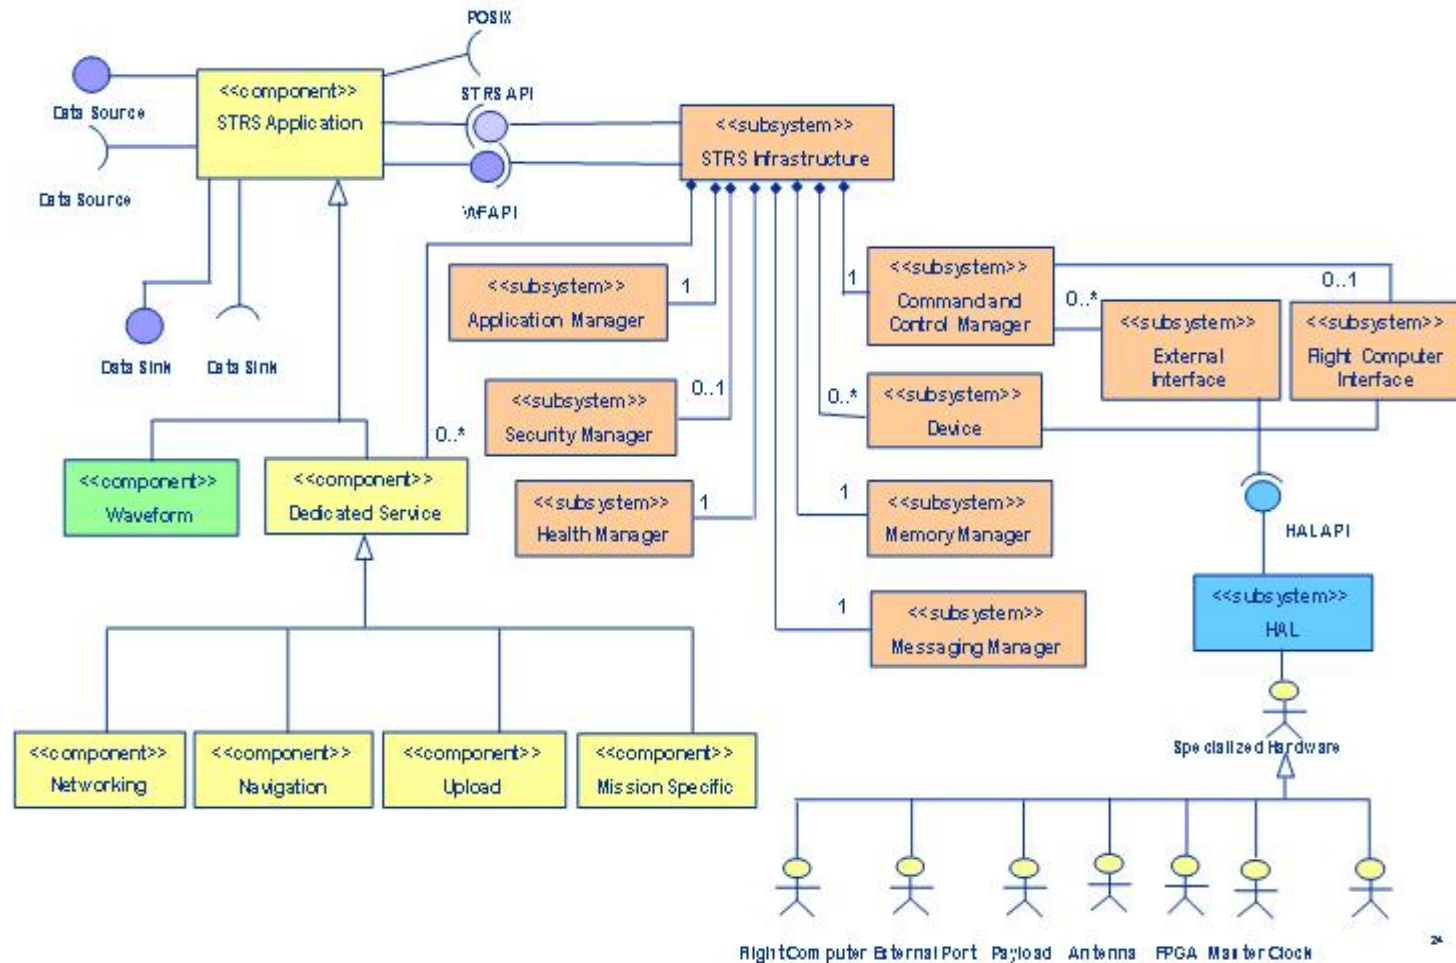 POSIX
<<component>>
STRS Application
Data Source
STRS API
<<subsystem>>
STRS Infrastructure
Data Source
WFAPI
<<subsystem>>
Application Manager
1
1
<<subsystem>>
Command and
Control Manager
0..*
0..1
<<subsystem>>
External
Interface
<<subsystem>>
Flight Computer
Interface
Data Sink
Data Sink
<<subsystem>>
Security Manager
0..1
0..*
<<subsystem>>
Device
0..*
<<component>>
Waveform
<<component>>
Dedicated Service
<<subsystem>>
Health Manager
1
1
<<subsystem>>
Memory Manager
HAL API
<<subsystem>>
HAL
1
<<subsystem>>
Messaging Manager
Specialized Hardware
<<component>>
Networking
<<component>>
Navigation
<<component>>
Upload
<<component>>
Mission Specific
Flight Computer External Port Payload Antenna FPGA Master Clock
24